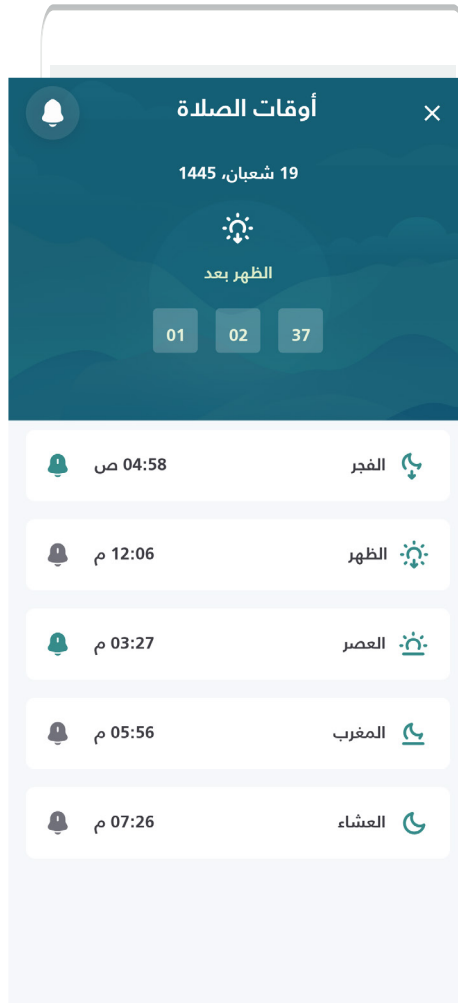 أوقات الصلاة
19 شعبان، 1445
الظهر بعد
01 02 37
الفجر 04:58 ص
الظهر 12:06 م
العصر 03:27 م
المغرب 05:56 م
العشاء 07:26 م